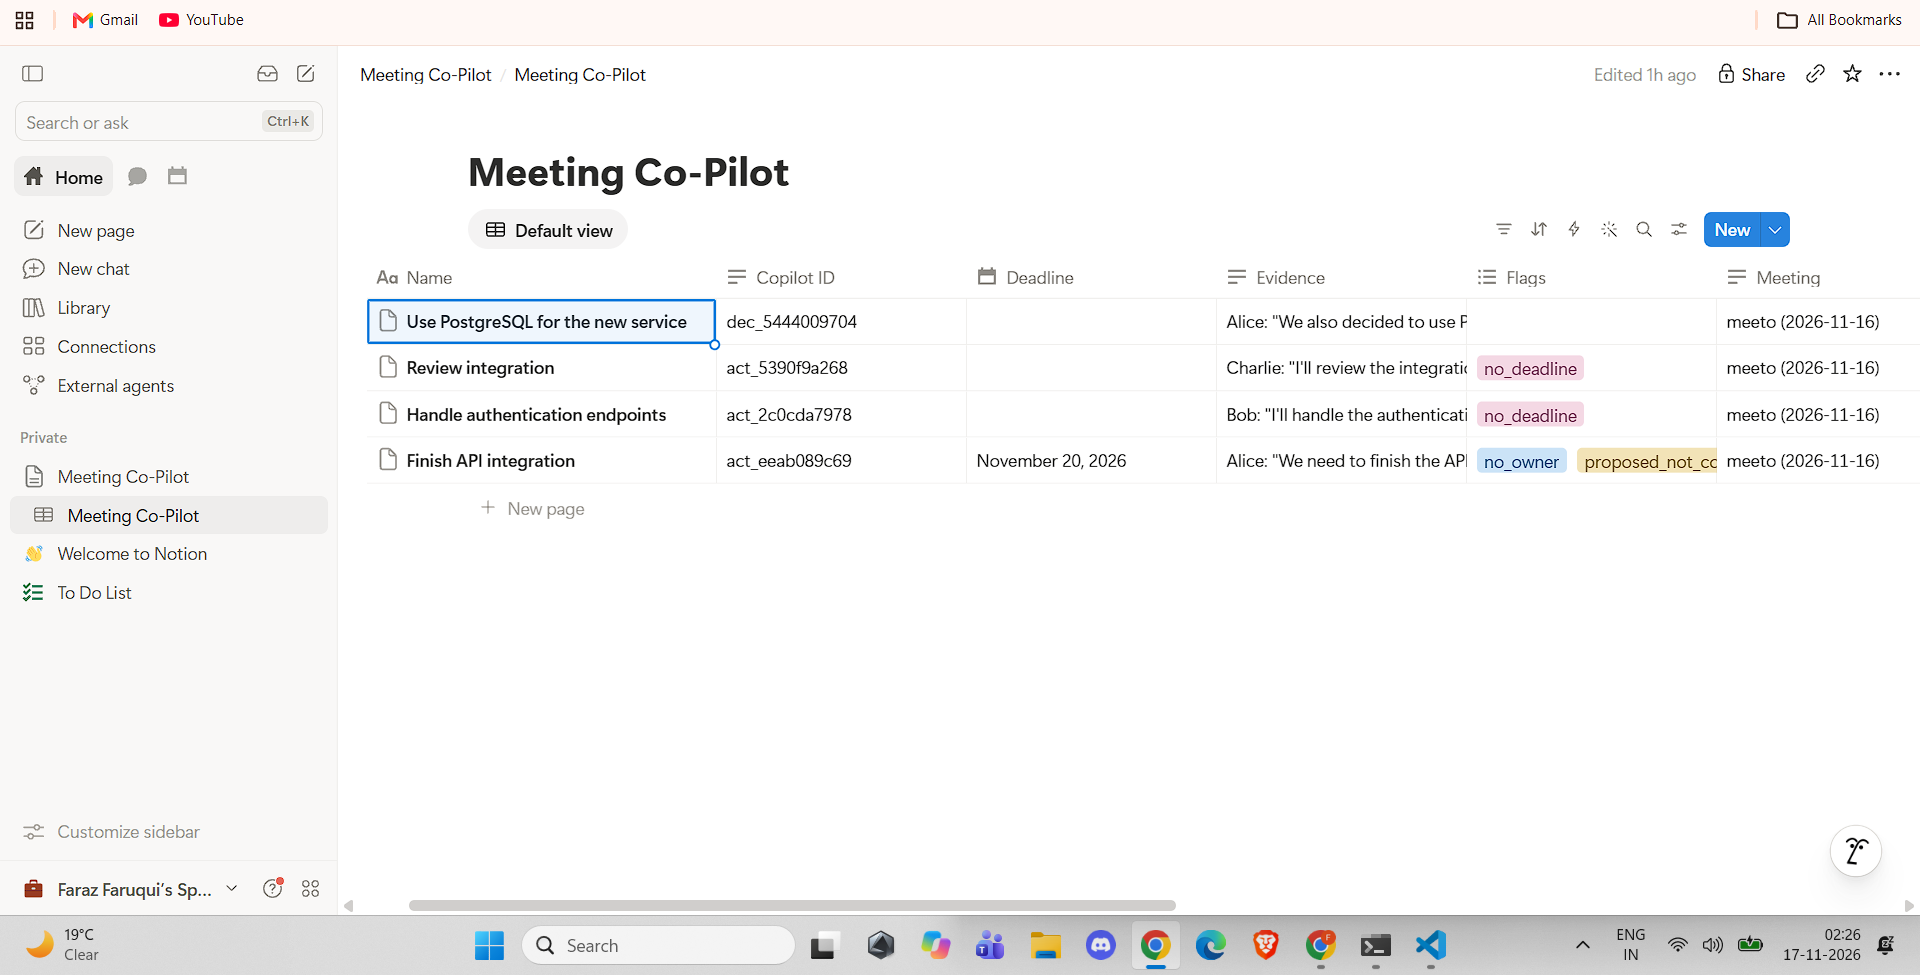 Gmail YouTube All Bookmarks
Meeting Co-Pilot / Meeting Co-Pilot Edited 1h ago Share
Search or ask Ctrl+K
Home
New page
New chat
Library
Connections
External agents
Private
Meeting Co-Pilot
Meeting Co-Pilot
Welcome to Notion
To Do List
Customize sidebar
Faraz Faruqui's Sp...
Meeting Co-Pilot
Default view New
Aa Name Copilot ID Deadline Evidence Flags Meeting
Use PostgreSQL for the new service dec_5444009704 Alice: "We also decided to use P meeto (2026-11-16)
Review integration act_5390f9a268 Charlie: "I'll review the integratic no_deadline meeto (2026-11-16)
Handle authentication endpoints act_2c0cda7978 Bob: "I'll handle the authenticati no_deadline meeto (2026-11-16)
Finish API integration act_eeab089c69 November 20, 2026 Alice: "We need to finish the API no_owner proposed_not_cc meeto (2026-11-16)
+ New page
19°C
Clear
Search
ENG
IN
02:26
17-11-2026